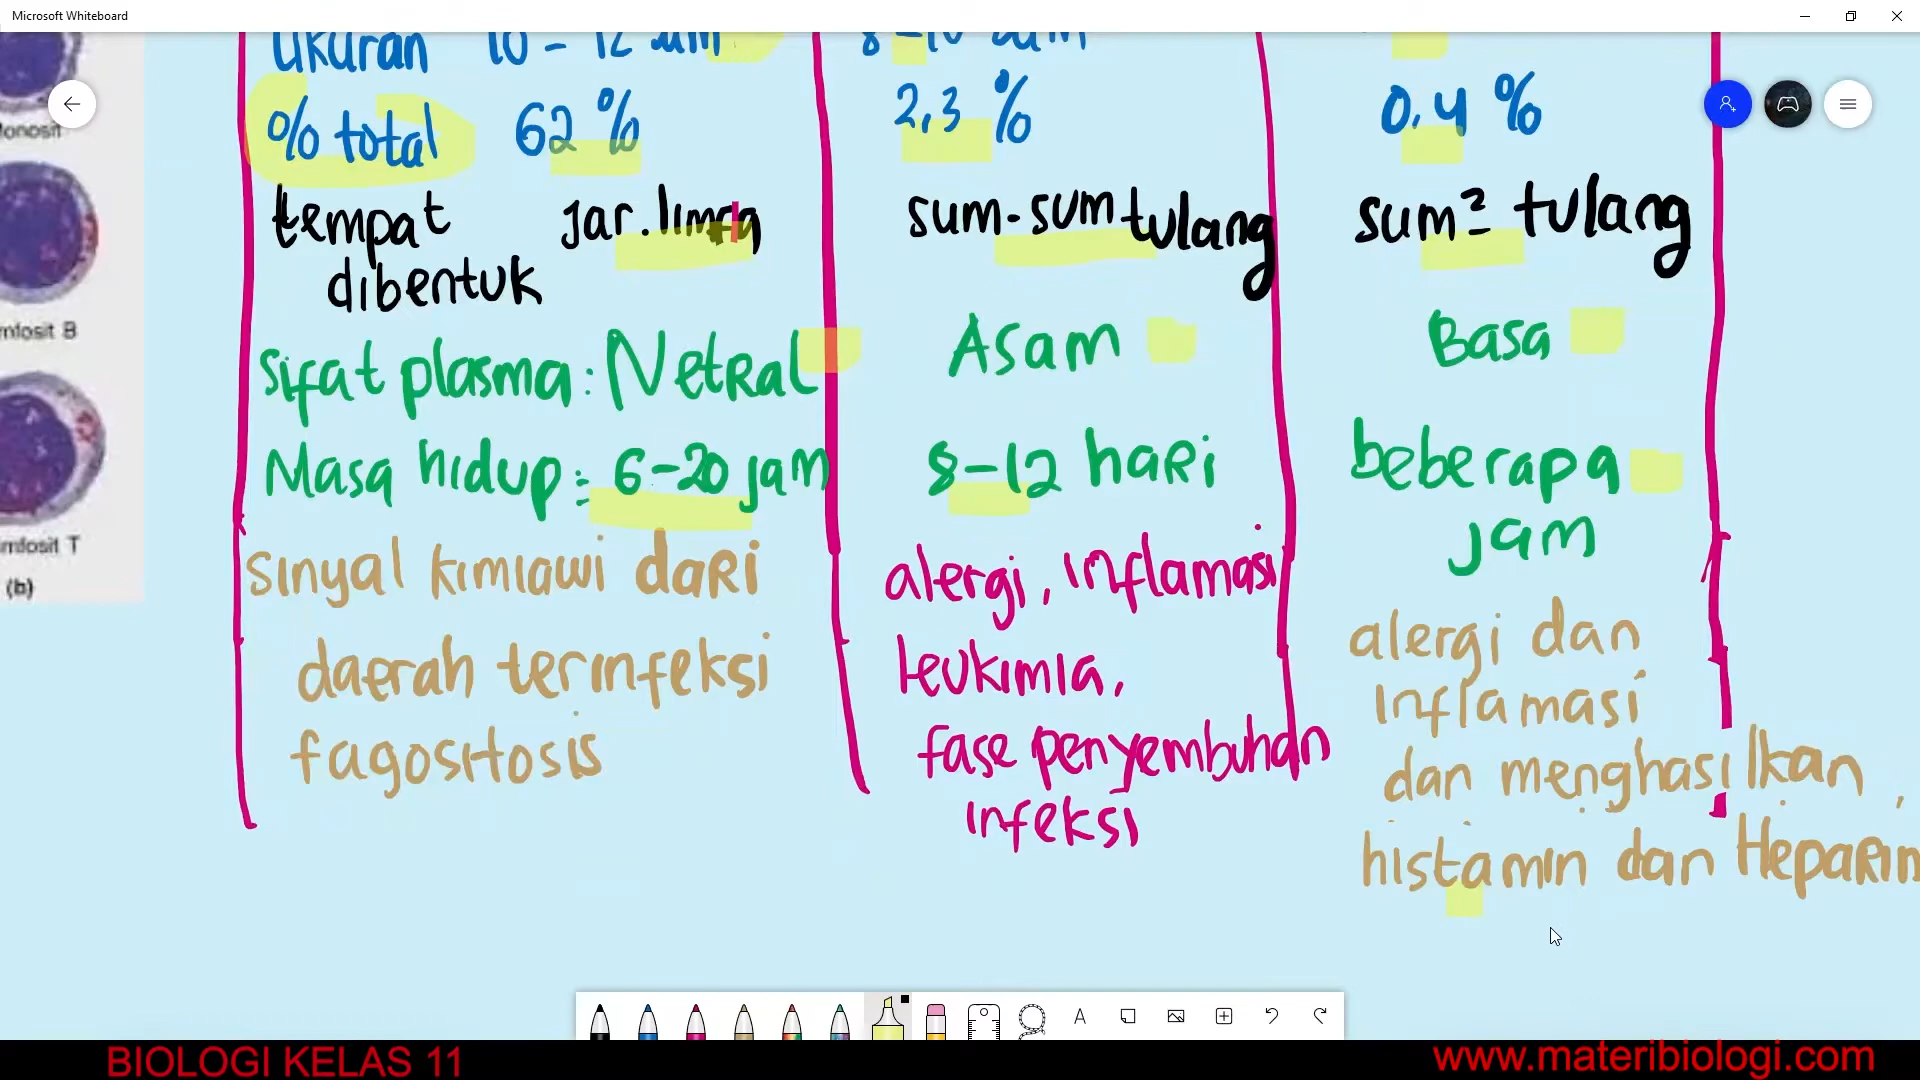 Microsoft Whiteboard
Ukuran 10 - 12 um
% total 62 % 2,3 % 0,4 %
tempat dibentuk jar. limfa sum-sum tulang sum² tulang
sifat plasma : Netral Asam Basa
Masa hidup : 6-20 jam 8-12 hari beberapa jam
sinyal kimiawi dari
daerah terinfeksi
fagositosis
alergi, inflamasi
leukimia,
fase penyembuhan
infeksi
alergi dan
inflamasi
dan menghasilkan,
histamin dan Heparin
onosit
mfosit B
mfosit T
(b)
A
BIOLOGI KELAS 11
www.materibiologi.com